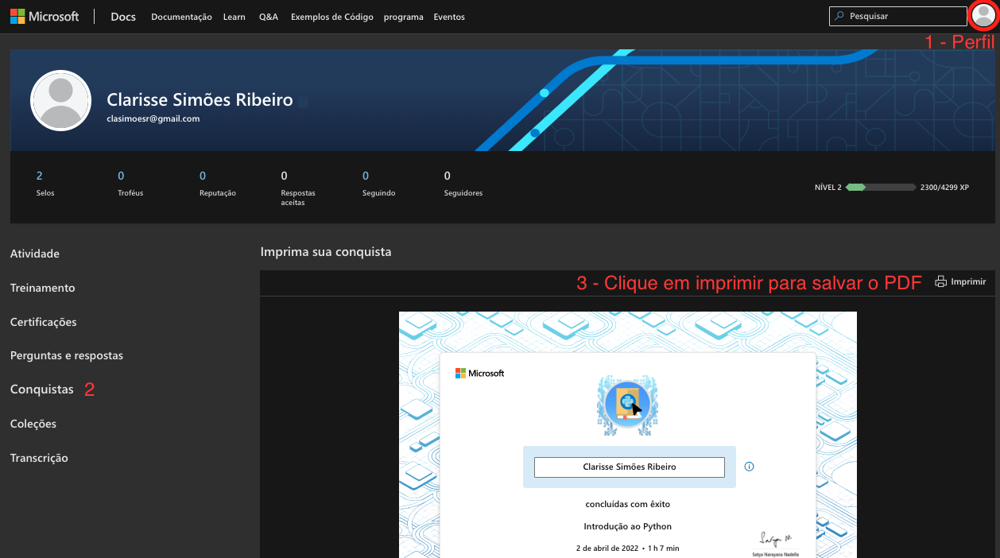 Microsoft Docs Documentação Learn Q&A Exemplos de Código programa Eventos Pesquisar
1 - Perfil
Clarisse Simões Ribeiro
clasimoesr@gmail.com
2 0 0 0 0 0
Selos Troféus Reputação Respostas aceitas Seguindo Seguidores
NÍVEL 2 2300/4299 XP
Atividade
Treinamento
Certificações
Perguntas e respostas
Conquistas 2
Coleções
Transcrição
Imprima sua conquista
3 - Clique em imprimir para salvar o PDF Imprimir
Microsoft
Clarisse Simões Ribeiro
concluídas com êxito
Introdução ao Python
2 de abril de 2022 • 1 h 7 min
Satya Narayana Nadella